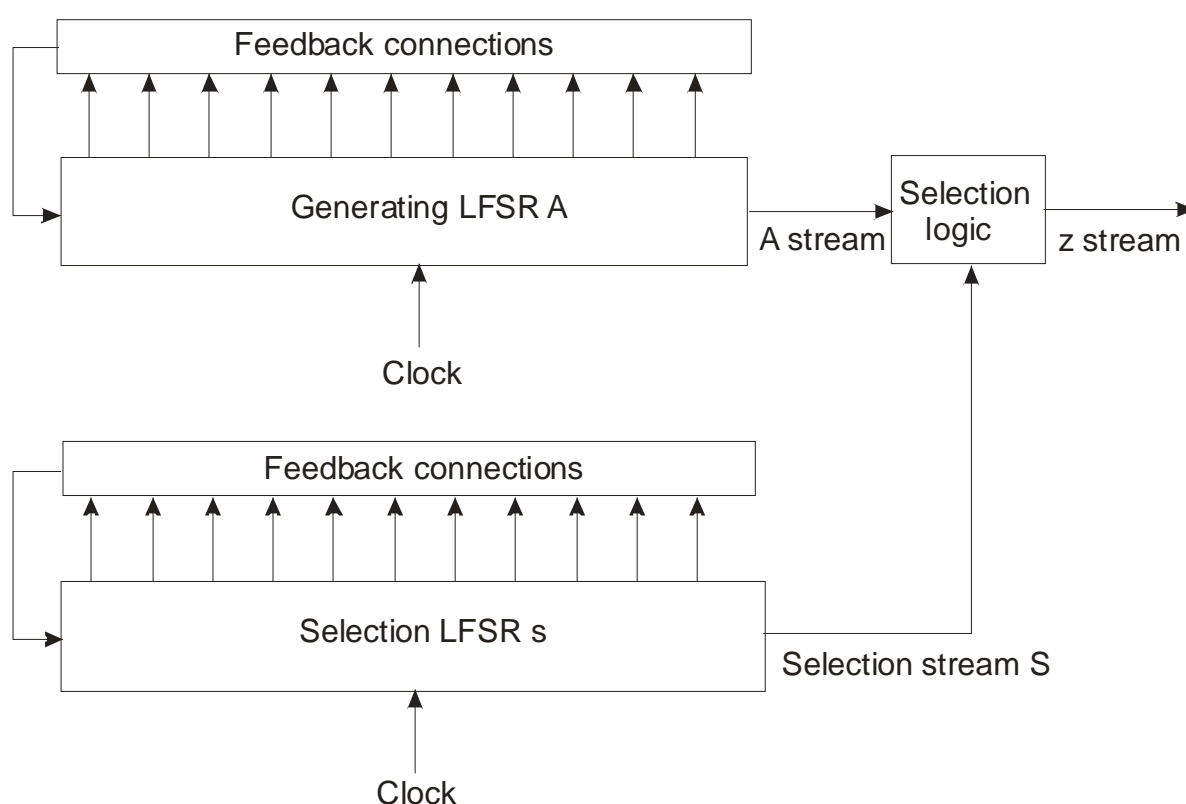 Feedback connections
Generating LFSR A
Selection
logic
A stream
z stream
Clock
Feedback connections
Selection LFSR s
Selection stream S
Clock